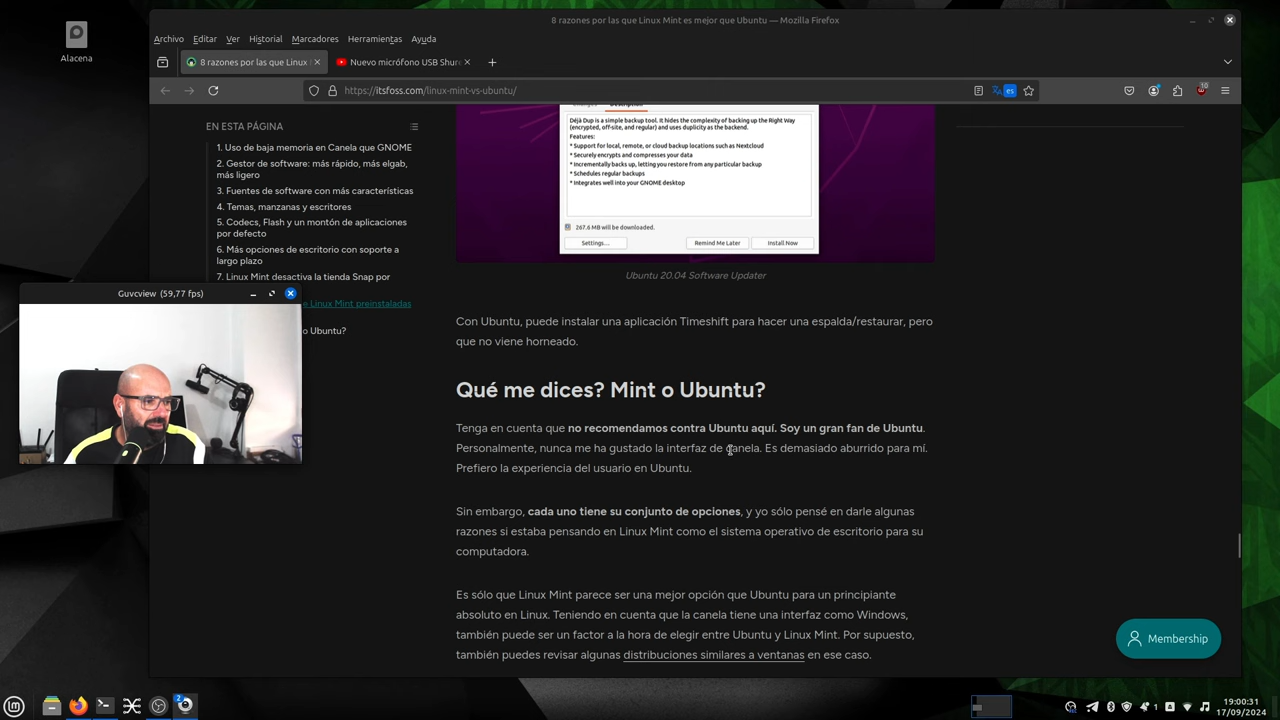 8 razones por las que Linux Mint es mejor que Ubuntu — Mozilla Firefox
Alacena
Archivo Editar Ver Historial Marcadores Herramientas Ayuda
8 razones por las que Linux
Nuevo micrófono USB Shure
https://itsfoss.com/linux-mint-vs-ubuntu/
es
EN ESTA PÁGINA
1. Uso de baja memoria en Canela que GNOME
2. Gestor de software: más rápido, más elqab,
más ligero
3. Fuentes de software con más características
4. Temas, manzanas y escritores
5. Codecs, Flash y un montón de aplicaciones
por defecto
6. Más opciones de escritorio con soporte a
largo plazo
7. Linux Mint desactiva la tienda Snap por
e Linux Mint preinstaladas
o Ubuntu?
Guvcview (59,77 fps)
Description
Déjà Dup is a simple backup tool. It hides the complexity of backing up the Right Way
(encrypted, off-site, and regular) and uses duplicity as the backend.
Features:
* Support for local, remote, or cloud backup locations such as Nextcloud
* Securely encrypts and compresses your data
* Incrementally backs up, letting you restore from any particular backup
* Schedules regular backups
* Integrates well into your GNOME desktop
267.6 MB will be downloaded.
Settings... Remind Me Later Install Now
Ubuntu 20.04 Software Updater
Con Ubuntu, puede instalar una aplicación Timeshift para hacer una espalda/restaurar, pero
que no viene horneado.
Qué me dices? Mint o Ubuntu?
Tenga en cuenta que no recomendamos contra Ubuntu aquí. Soy un gran fan de Ubuntu.
Personalmente, nunca me ha gustado la interfaz de canela. Es demasiado aburrido para mí.
Prefiero la experiencia del usuario en Ubuntu.
Sin embargo, cada uno tiene su conjunto de opciones, y yo sólo pensé en darle algunas
razones si estaba pensando en Linux Mint como el sistema operativo de escritorio para su
computadora.
Es sólo que Linux Mint parece ser una mejor opción que Ubuntu para un principiante
absoluto en Linux. Teniendo en cuenta que la canela tiene una interfaz como Windows,
también puede ser un factor a la hora de elegir entre Ubuntu y Linux Mint. Por supuesto,
también puedes revisar algunas distribuciones similares a ventanas en ese caso.
Membership
2
1
19:00:31
17/09/2024